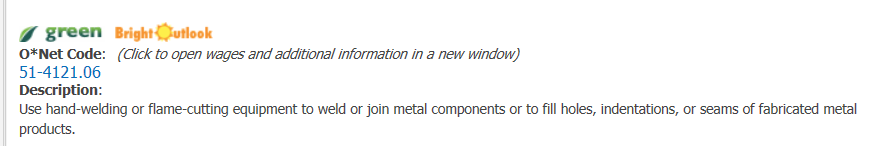 green Bright Outlook
O*Net Code: (Click to open wages and additional information in a new window)
51-4121.06
Description:
Use hand-welding or flame-cutting equipment to weld or join metal components or to fill holes, indentations, or seams of fabricated metal
products.